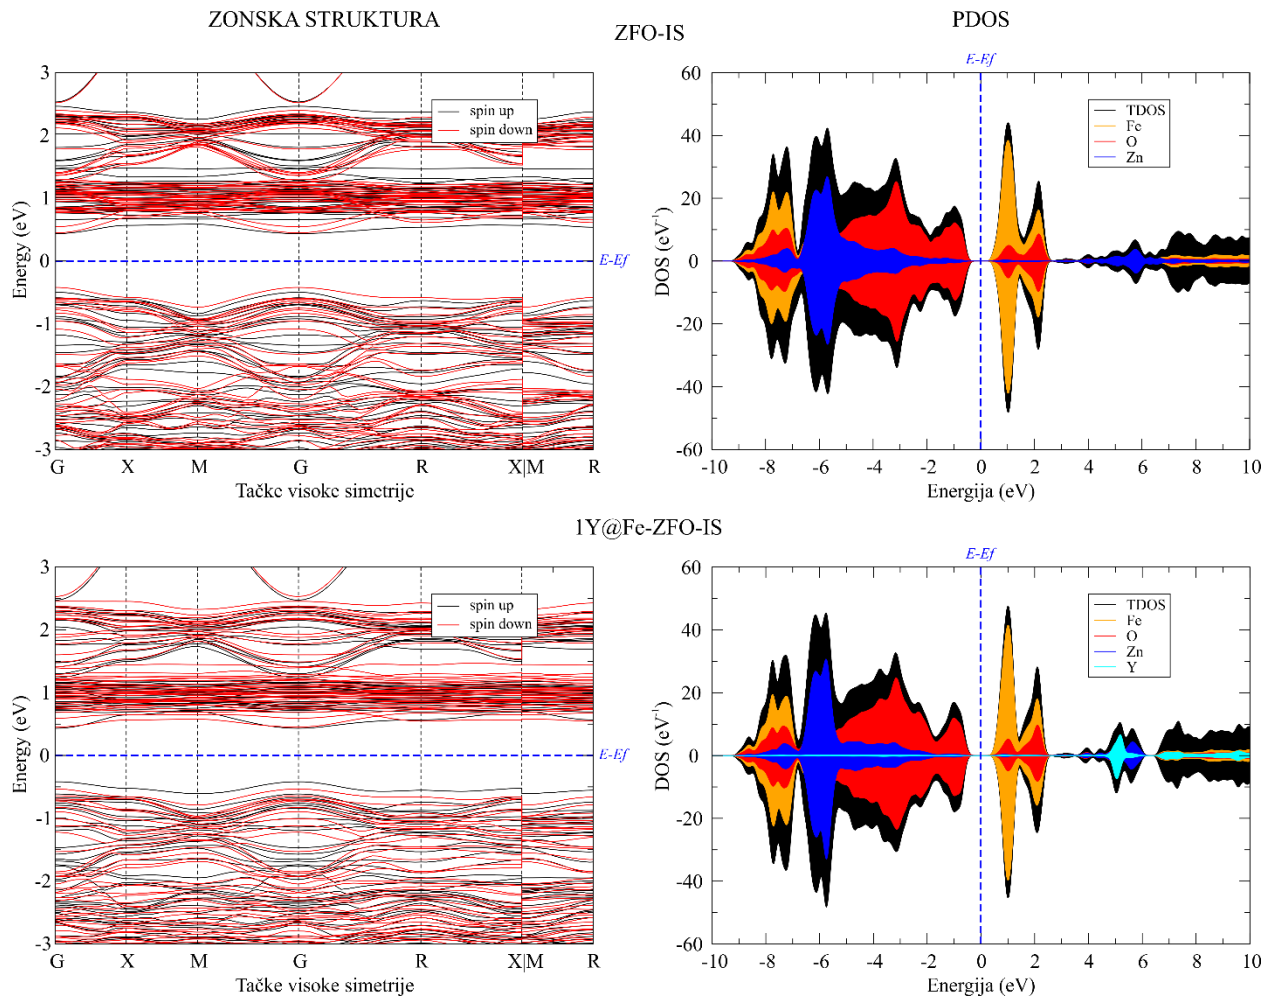 ZONSKA STRUKTURA
PDOS
ZFO-IS
3
2
1
0
-1
-2
-3
Energy (eV)
spin up
spin down
E-Ef
G X M G R X|M R
Tačke visoke simetrije
E-Ef
60
40
20
0
-20
-40
-60
DOS (eV⁻¹)
TDOS
Fe
O
Zn
-10 -8 -6 -4 -2 0 2 4 6 8 10
Energija (eV)
1Y@Fe-ZFO-IS
3
2
1
0
-1
-2
-3
Energy (eV)
spin up
spin down
E-Ef
G X M G R X|M R
Tačke visoke simetrije
E-Ef
60
40
20
0
-20
-40
-60
DOS (eV⁻¹)
TDOS
Fe
O
Zn
Y
-10 -8 -6 -4 -2 0 2 4 6 8 10
Energija (eV)